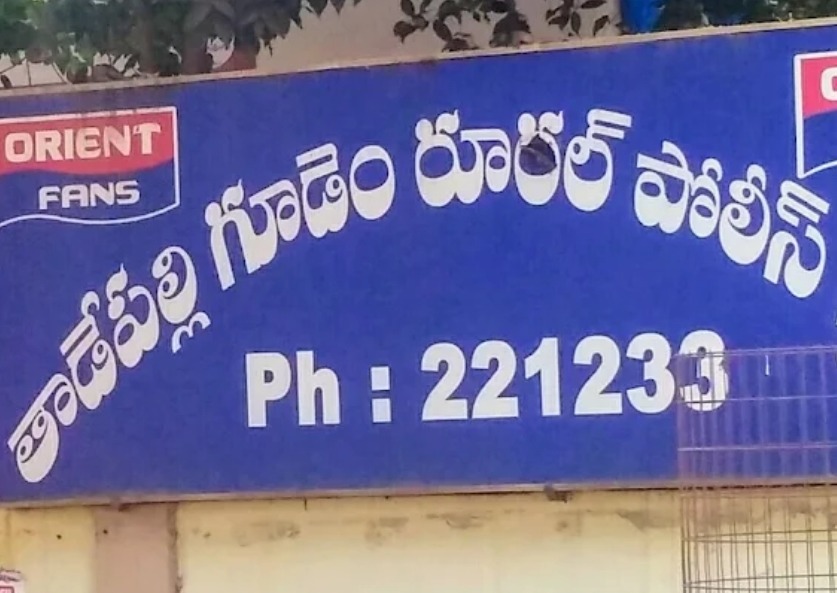 ORIENT
FANS
తాడేపల్లి గూడెం రూరల్ పోలీస్
Ph : 221233